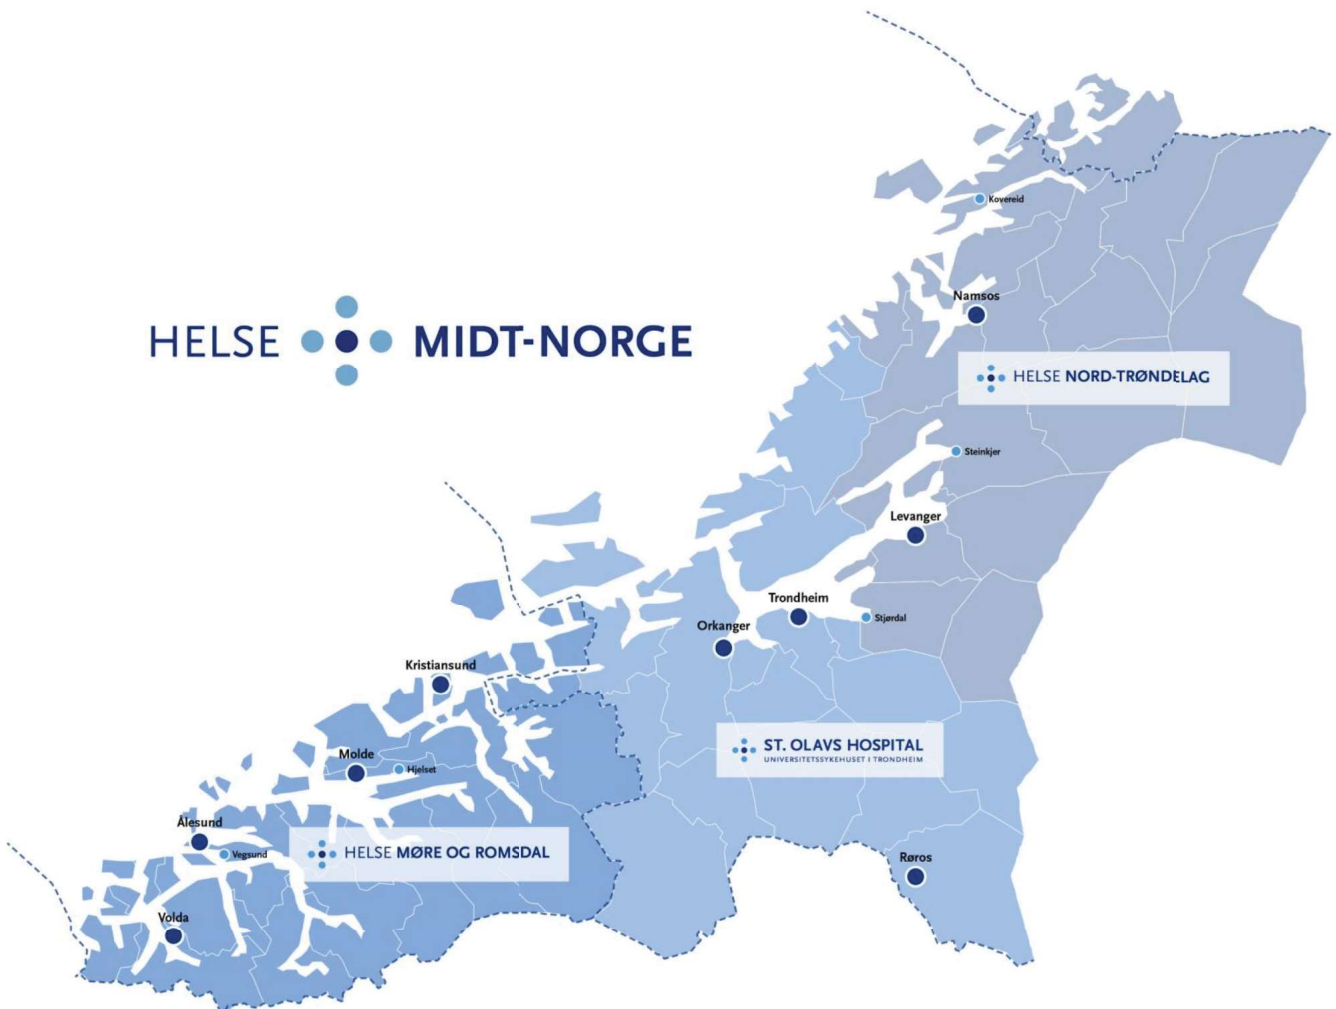 Kovereid
Namsos
HELSE MIDT-NORGE
HELSE NORD-TRØNDELAG
Steinkjer
Levanger
Trondheim
Stjørdal
Orkanger
Kristiansund
ST. OLAVS HOSPITAL
UNIVERSITETSSYKEHUSET I TRONDHEIM
Molde
Hjelset
Ålesund
Vegsund
HELSE MØRE OG ROMSDAL
Røros
Volda